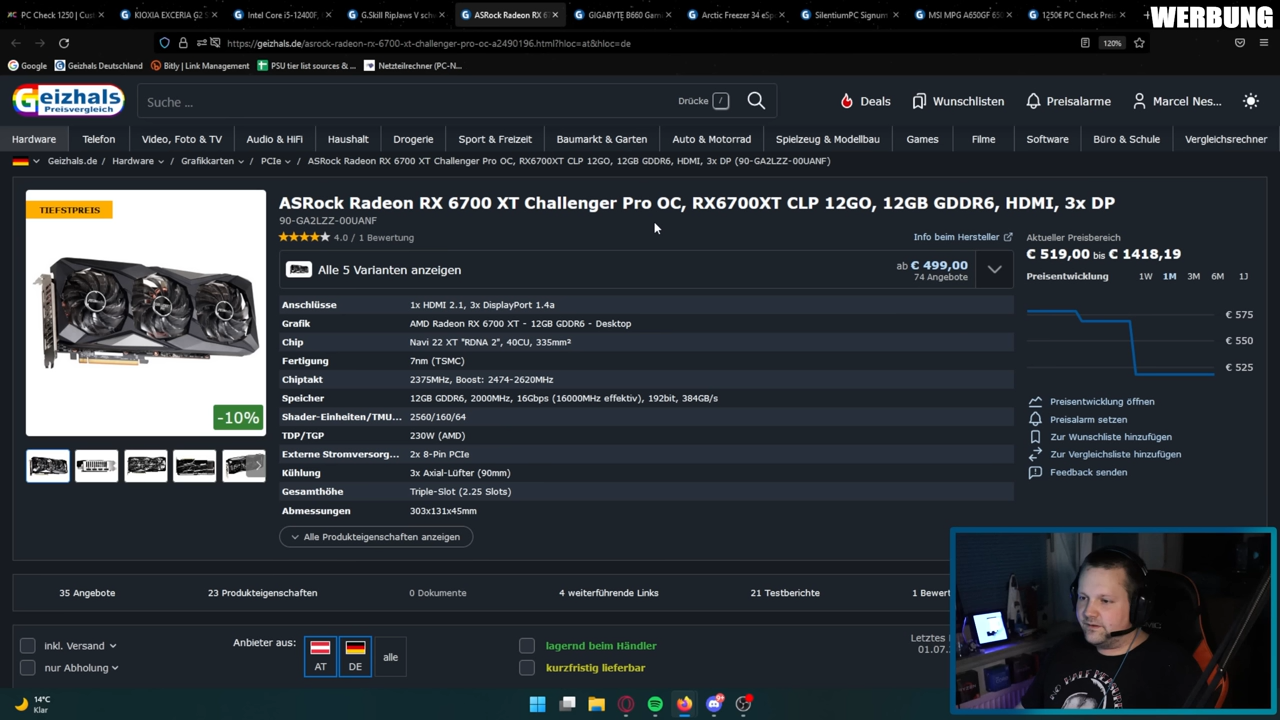 PC Check 1250 | Custom
KIOXIA EXCERIA G2 S
Intel Core i5-12400F,
G.Skill RipJaws V sch
ASRock Radeon RX 67
GIGABYTE B660 Gam
Arctic Freezer 34 eSp
SilentiumPC Signum
MSI MPG A650GF 65
1250€ PC Check Prei
WERBUNG
https://geizhals.de/asrock-radeon-rx-6700-xt-challenger-pro-oc-a2490196.html?hloc=at&hloc=de
120%
Google
Geizhals Deutschland
Bitly | Link Management
PSU tier list sources &...
Netzteilrechner (PC-N...
Geizhals
Preisvergleich
Suche ...
Drücke /
Deals
Wunschlisten
Preisalarme
Marcel Nes...
Hardware
Telefon
Video, Foto & TV
Audio & HiFi
Haushalt
Drogerie
Sport & Freizeit
Baumarkt & Garten
Auto & Motorrad
Spielzeug & Modellbau
Games
Filme
Software
Büro & Schule
Vergleichsrechner
Geizhals.de / Hardware / Grafikkarten / PCIe / ASRock Radeon RX 6700 XT Challenger Pro OC, RX6700XT CLP 12GO, 12GB GDDR6, HDMI, 3x DP (90-GA2LZZ-00UANF)
TIEFSTPREIS
-10%
ASRock Radeon RX 6700 XT Challenger Pro OC, RX6700XT CLP 12GO, 12GB GDDR6, HDMI, 3x DP
90-GA2LZZ-00UANF
4.0 / 1 Bewertung
Info beim Hersteller
Alle 5 Varianten anzeigen
ab € 499,00
74 Angebote
Anschlüsse 1x HDMI 2.1, 3x DisplayPort 1.4a
Grafik AMD Radeon RX 6700 XT - 12GB GDDR6 - Desktop
Chip Navi 22 XT "RDNA 2", 40CU, 335mm²
Fertigung 7nm (TSMC)
Chiptakt 2375MHz, Boost: 2474-2620MHz
Speicher 12GB GDDR6, 2000MHz, 16Gbps (16000MHz effektiv), 192bit, 384GB/s
Shader-Einheiten/TMU... 2560/160/64
TDP/TGP 230W (AMD)
Externe Stromversorg... 2x 8-Pin PCIe
Kühlung 3x Axial-Lüfter (90mm)
Gesamthöhe Triple-Slot (2.25 Slots)
Abmessungen 303x131x45mm
Alle Produkteigenschaften anzeigen
Aktueller Preisbereich
€ 519,00 bis € 1418,19
Preisentwicklung 1W 1M 3M 6M 1J
€ 575
€ 550
€ 525
Preisentwicklung öffnen
Preisalarm setzen
Zur Wunschliste hinzufügen
Zur Vergleichsliste hinzufügen
Feedback senden
35 Angebote
23 Produkteigenschaften
0 Dokumente
4 weiterführende Links
21 Testberichte
1 Bewert
inkl. Versand
nur Abholung
Anbieter aus:
AT
DE
alle
lagernd beim Händler
kurzfristig lieferbar
Letztes
01.07.
14°C
Klar